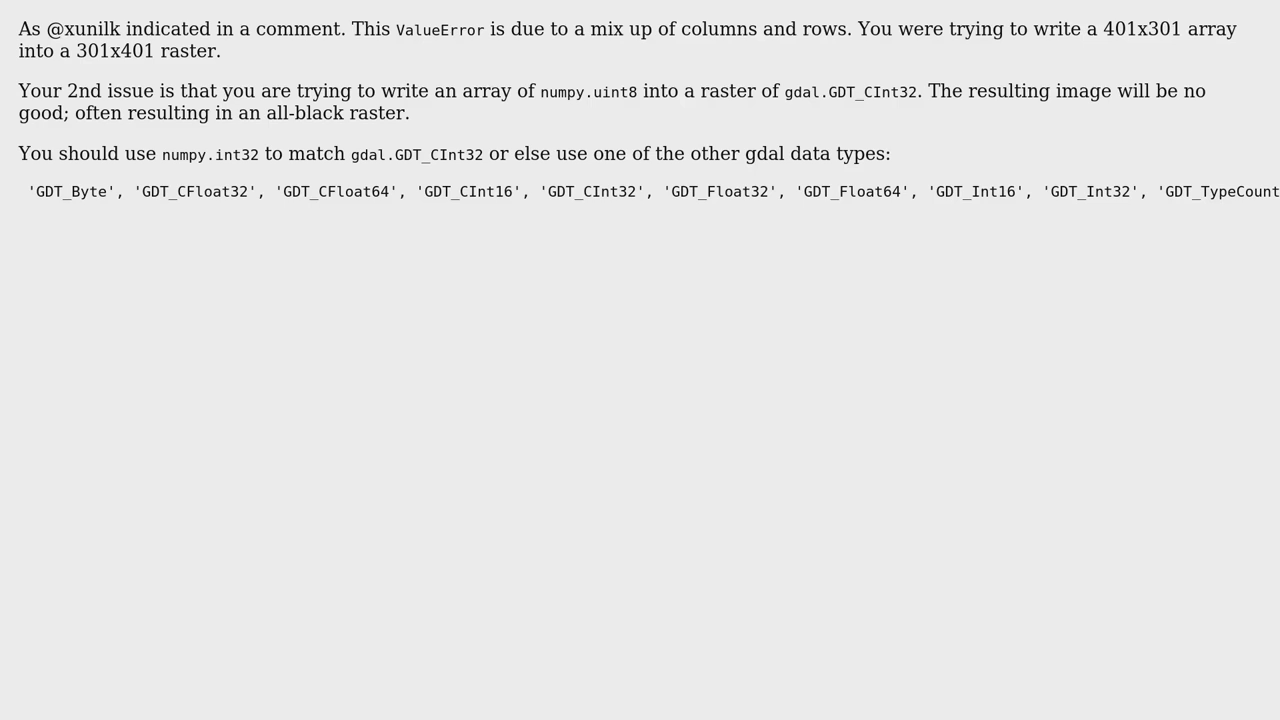 As @xunilk indicated in a comment. This ValueError is due to a mix up of columns and rows. You were trying to write a 401x301 array
into a 301x401 raster.
Your 2nd issue is that you are trying to write an array of numpy.uint8 into a raster of gdal.GDT_CInt32. The resulting image will be no
good; often resulting in an all-black raster.
You should use numpy.int32 to match gdal.GDT_CInt32 or else use one of the other gdal data types:
'GDT_Byte', 'GDT_CFloat32', 'GDT_CFloat64', 'GDT_CInt16', 'GDT_CInt32', 'GDT_Float32', 'GDT_Float64', 'GDT_Int16', 'GDT_Int32', 'GDT_TypeCount